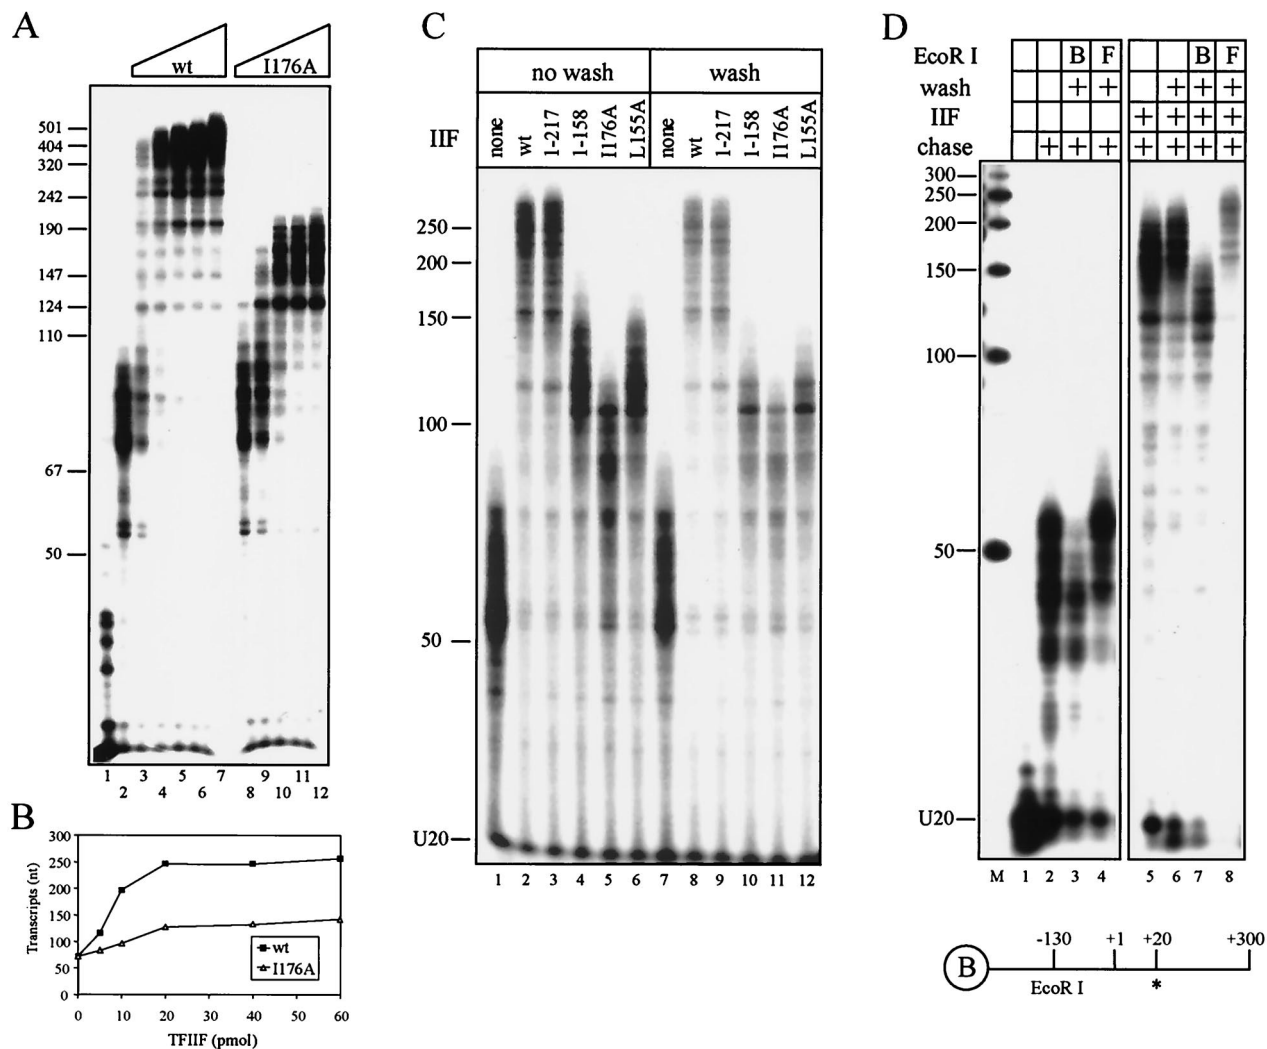 A
wt
I176A
501
404
320
242
190
147
124
110
67
50
1 3 5 7 9 11
2 4 6 8 10 12
B
Transcripts (nt)
300
250
200
150
100
50
0
wt
I176A
0 10 20 30 40 50 60
TFIIF (pmol)
C
no wash wash
IIF none wt 1-217 1-158 I176A L155A none wt 1-217 1-158 I176A L155A
250
200
150
100
50
U20
1 2 3 4 5 6 7 8 9 10 11 12
D
EcoR I B F B F
wash + + + + +
IIF + + + +
chase + + + + + + +
300
250
200
150
100
50
U20
M 1 2 3 4 5 6 7 8
-130 +1 +20 +300
B
EcoR I *